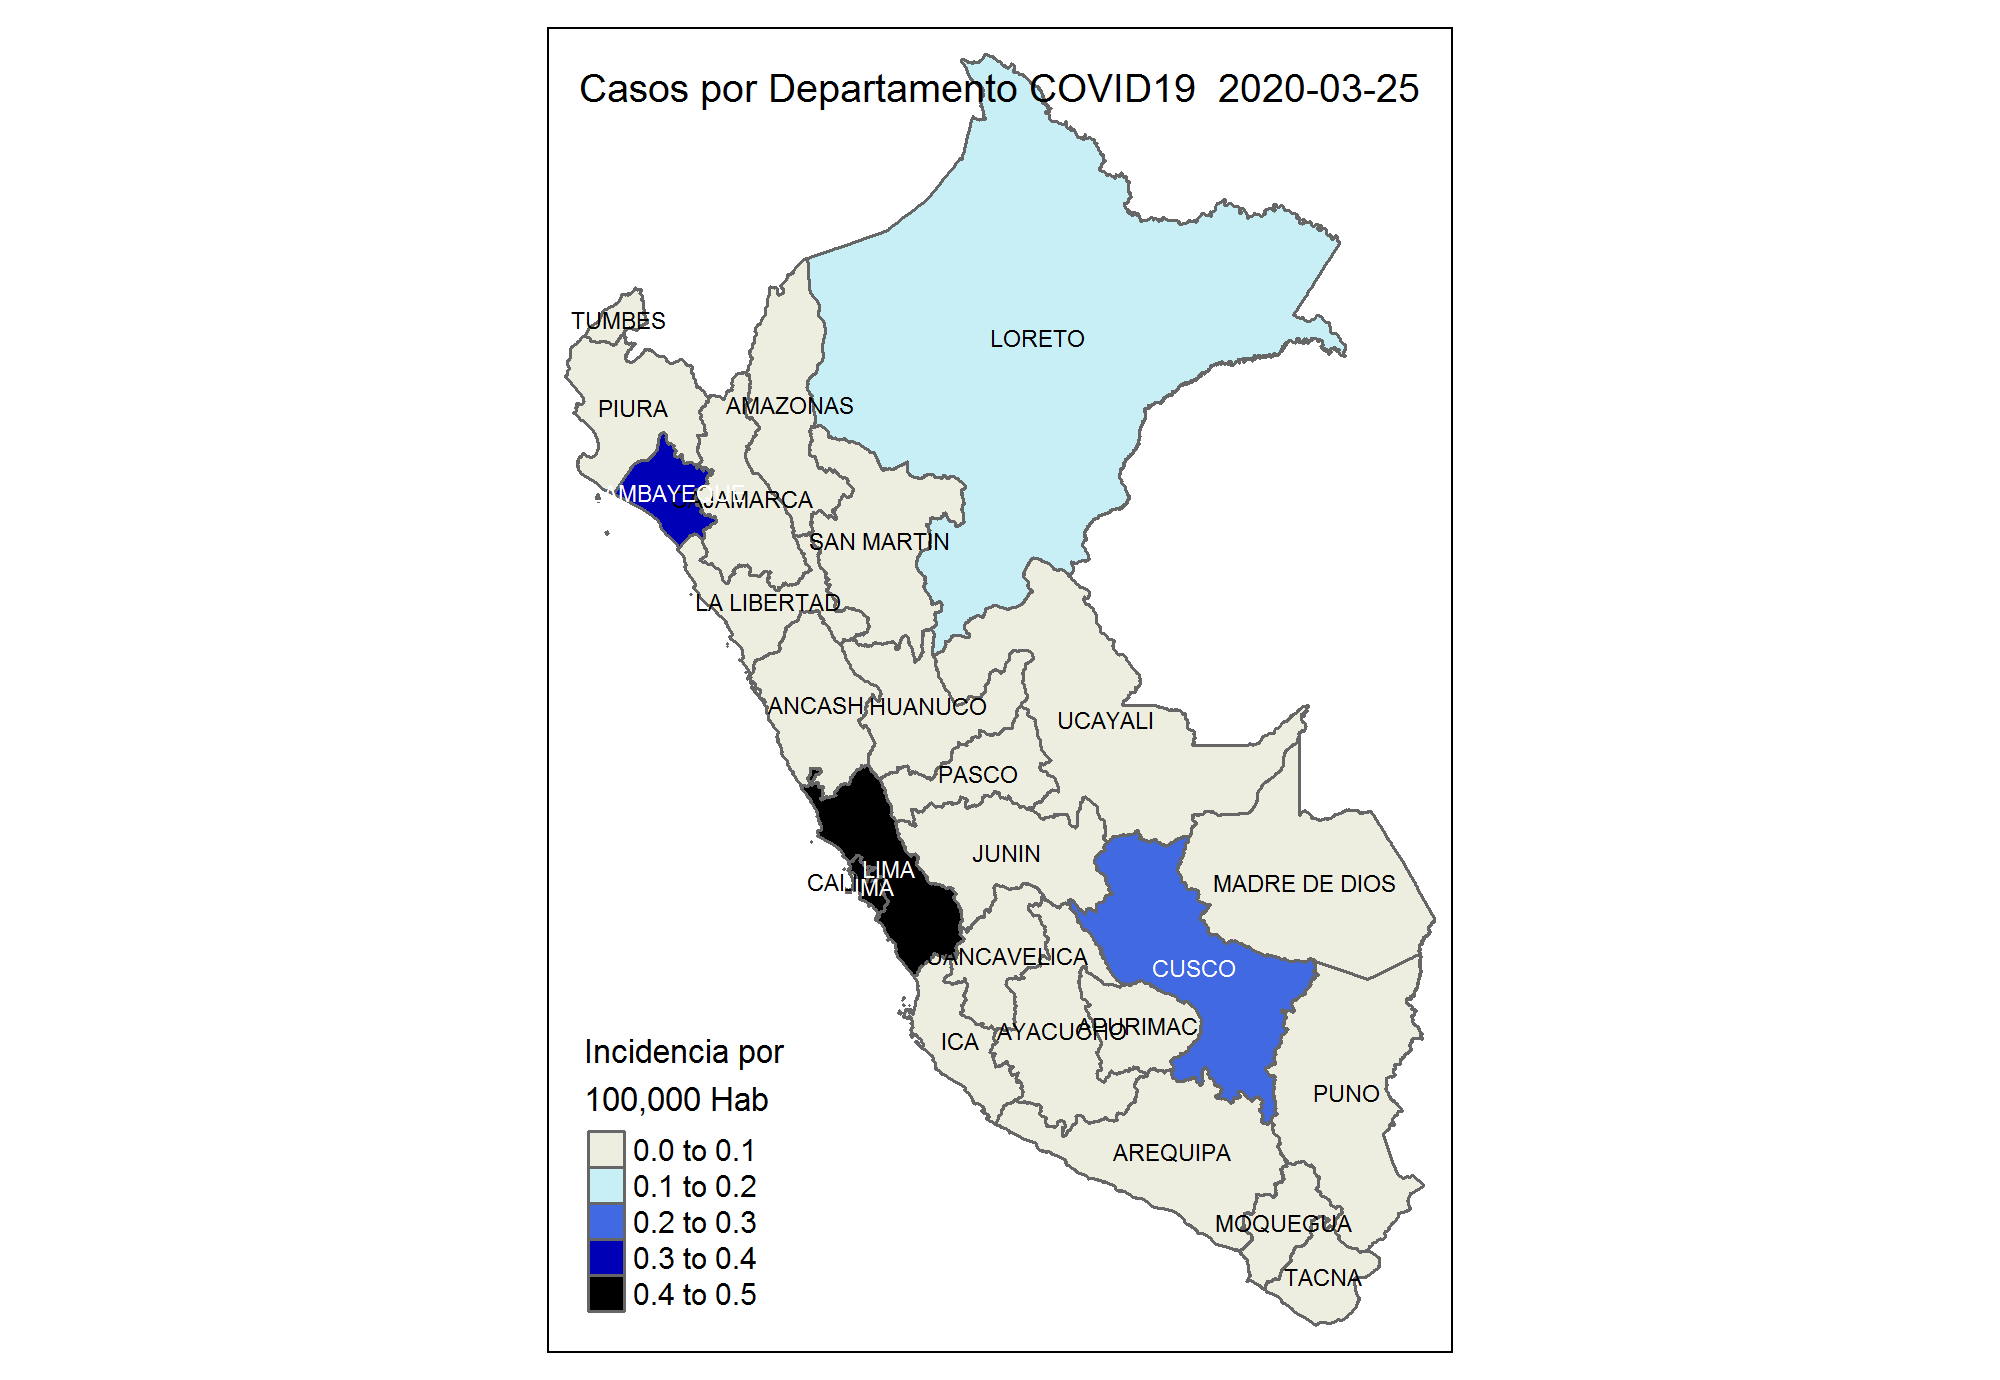 Casos por Departamento COVID19 2020-03-25
TUMBES
LORETO
PIURA
AMAZONAS
AMBAYEQUE
CAJAMARCA
SAN MARTIN
LA LIBERTAD
ANCASH
HUANUCO
UCAYALI
PASCO
JUNIN
LIMA
MADRE DE DIOS
CUSCO
ANCAVELICA
AYACUCHO
APURIMAC
ICA
PUNO
AREQUIPA
MOQUEGUA
TACNA
Incidencia por
100,000 Hab
0.0 to 0.1
0.1 to 0.2
0.2 to 0.3
0.3 to 0.4
0.4 to 0.5